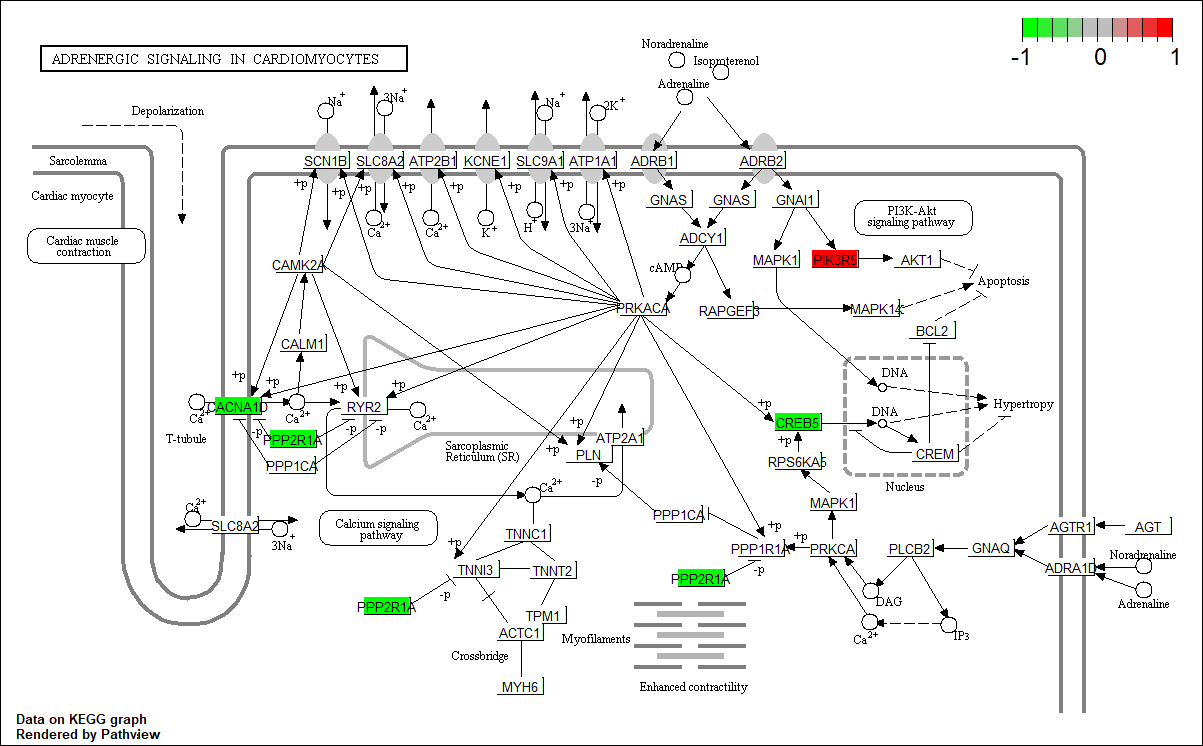 ADRENERGIC SIGNALING IN CARDIOMYOCYTES
-1 0 1
Noradrenaline
Isoproterenol
Adrenaline
Depolarization
Na+
3Na+
Na+
2K+
Sarcolemma
SCN1B
SLC8A2
ATP2B1
KCNE1
SLC9A1
ATP1A1
ADRB1
ADRB2
+p
+p
+p
+p
+p
+p
+p
Cardiac myocyte
GNAS
GNAS
GNAI1
Ca2+
Ca2+
K+
H+
3Na+
PI3K-Akt
signaling pathway
Cardiac muscle
contraction
ADCY1
CAMK2A
cAMP
MAPK1
PIK3R5
AKT1
Apoptosis
PRKACA
RAPGEF3
MAPK14
BCL2
CALM1
DNA
+p
+p
+p
+p
Ca2+
CACNA1D
Ca2+
RYR2
Ca2+
+p
DNA
Hypertropy
T-tubule
-p
PPP2R1A
-p
-p
PPP1CA
CREB5
+p
CREM
+p
ATP2A1
Sarcoplasmic
Reticulum (SR)
+p
PLN
-p
RPS6KA5
Nucleus
Ca2+
Ca2+
SLC8A2
3Na+
Calcium signaling
pathway
PPP1CA
MAPK1
TNNC1
+p
+p
+p
PPP1R1A
PRKCA
PLCB2
GNAQ
AGTR1
AGT
-p
Noradrenaline
TNNI3
TNNT2
PPP2R1A
ADRA1D
-p
PPP2R1A
DAG
Adrenaline
TPM1
ACTC1
Myofilaments
Ca2+
IP3
Crossbridge
MYH6
Enhanced contractility
Data on KEGG graph
Rendered by Pathview